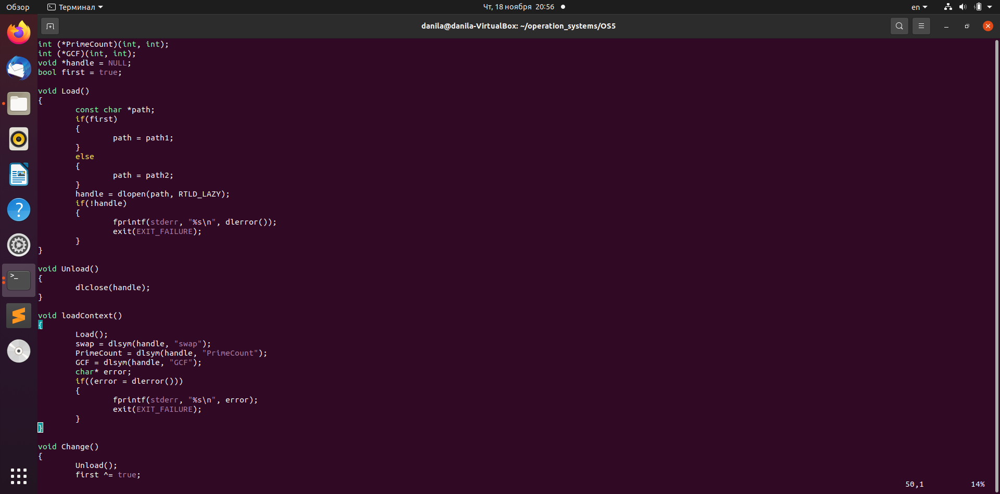 Обзор
Терминал
Чт, 18 ноября 20:56
en
danila@danila-VirtualBox: ~/operation_systems/OS5
int (*PrimeCount)(int, int);
int (*GCF)(int, int);
void *handle = NULL;
bool first = true;
void Load()
{
const char *path;
if(first)
{
path = path1;
}
else
{
path = path2;
}
handle = dlopen(path, RTLD_LAZY);
if(!handle)
{
fprintf(stderr, "%s\n", dlerror());
exit(EXIT_FAILURE);
}
}
void Unload()
{
dlclose(handle);
}
void loadContext()
{
Load();
swap = dlsym(handle, "swap");
PrimeCount = dlsym(handle, "PrimeCount");
GCF = dlsym(handle, "GCF");
char* error;
if((error = dlerror()))
{
fprintf(stderr, "%s\n", error);
exit(EXIT_FAILURE);
}
}
void Change()
{
Unload();
first ^= true;
50,1 14%